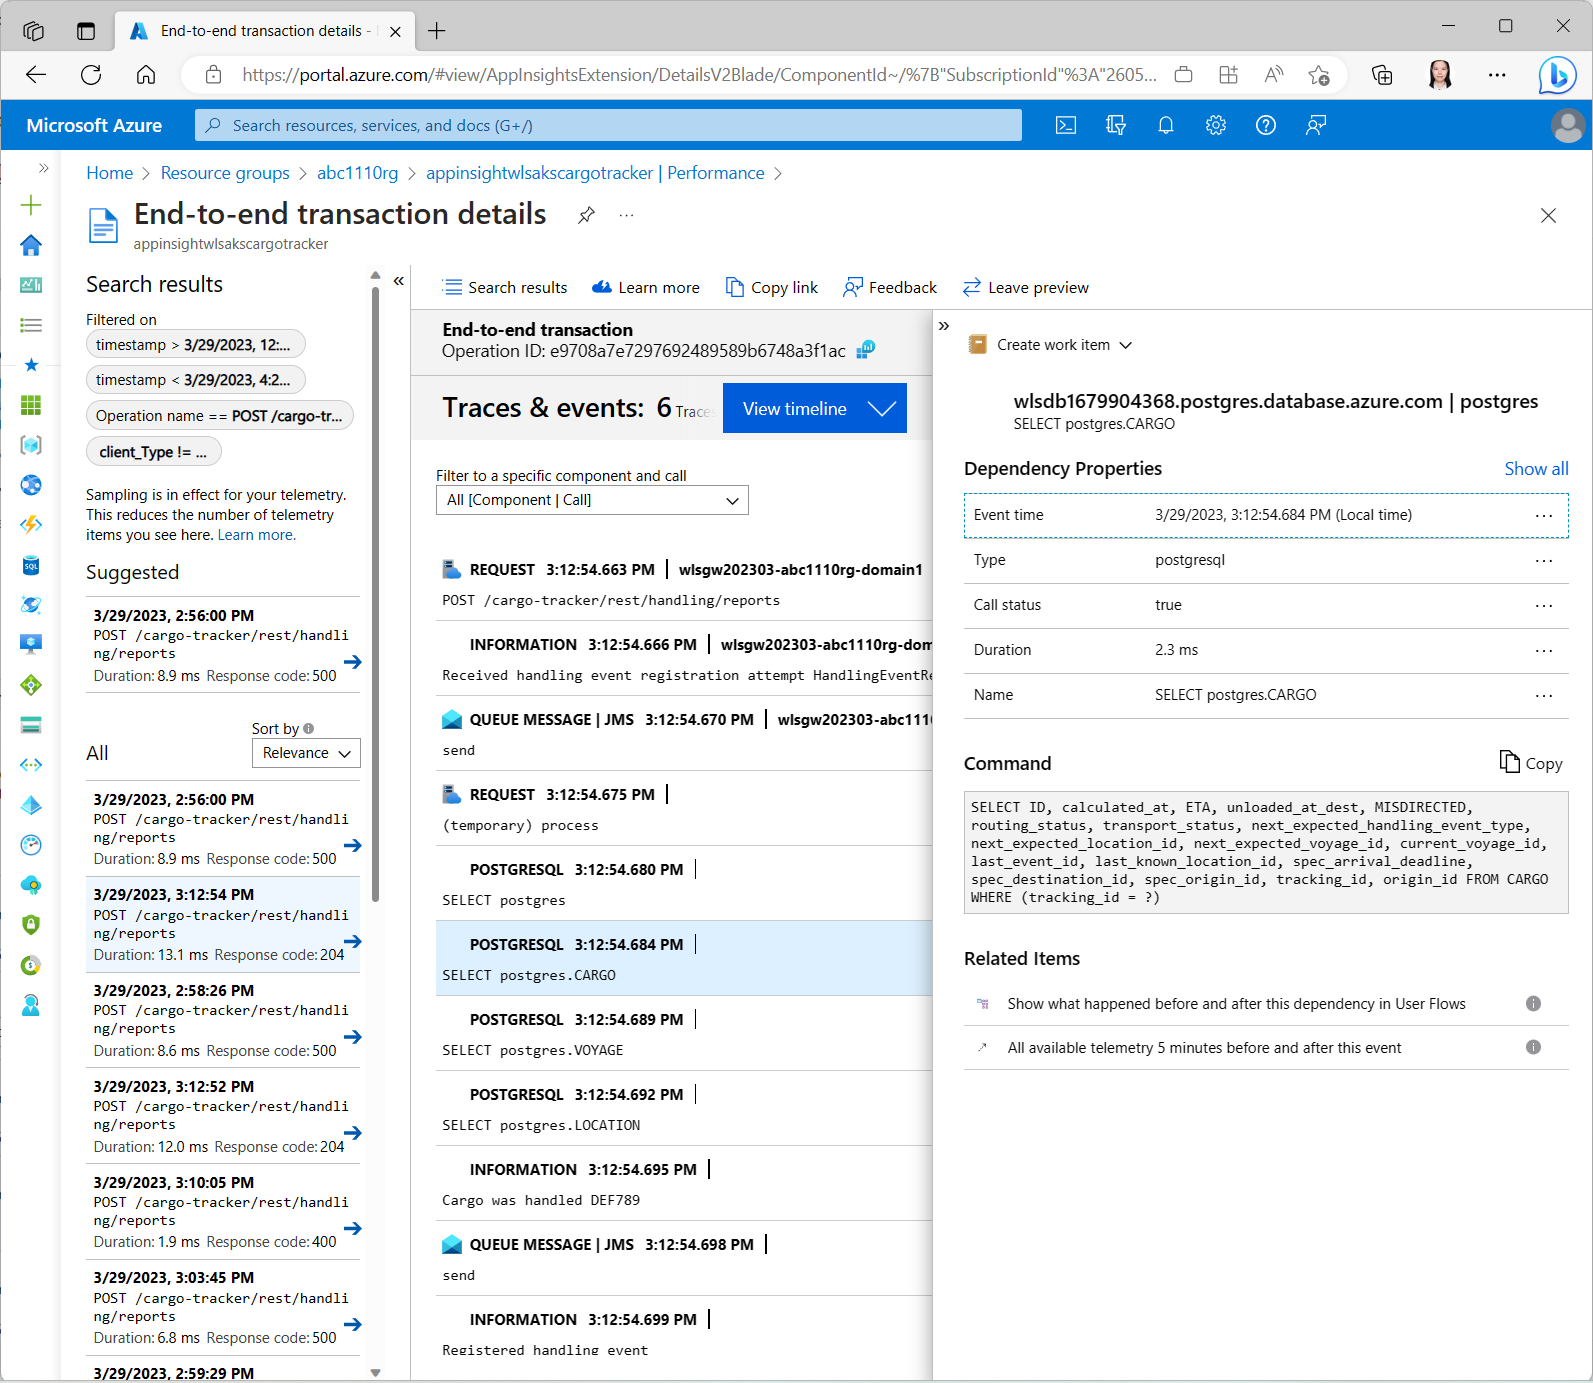 End-to-end transaction details -
https://portal.azure.com/#view/AppInsightsExtension/DetailsV2Blade/ComponentId~/%7B"SubscriptionId"%3A"2605...
Microsoft Azure
Search resources, services, and docs (G+/)
Home > Resource groups > abc1110rg > appinsightwlsakscargotracker | Performance >
End-to-end transaction details
appinsightwlsakscargotracker
Search results
Filtered on
timestamp > 3/29/2023, 12:...
timestamp < 3/29/2023, 4:2...
Operation name == POST /cargo-tr...
client_Type != ...
Sampling is in effect for your telemetry.
This reduces the number of telemetry
items you see here. Learn more.
Suggested
3/29/2023, 2:56:00 PM
POST /cargo-tracker/rest/handli
ng/reports
Duration: 8.9 ms Response code: 500
Sort by
All
Relevance
3/29/2023, 2:56:00 PM
POST /cargo-tracker/rest/handli
ng/reports
Duration: 8.9 ms Response code: 500
3/29/2023, 3:12:54 PM
POST /cargo-tracker/rest/handli
ng/reports
Duration: 13.1 ms Response code: 204
3/29/2023, 2:58:26 PM
POST /cargo-tracker/rest/handli
ng/reports
Duration: 8.6 ms Response code: 500
3/29/2023, 3:12:52 PM
POST /cargo-tracker/rest/handli
ng/reports
Duration: 12.0 ms Response code: 204
3/29/2023, 3:10:05 PM
POST /cargo-tracker/rest/handli
ng/reports
Duration: 1.9 ms Response code: 400
3/29/2023, 3:03:45 PM
POST /cargo-tracker/rest/handli
ng/reports
Duration: 6.8 ms Response code: 500
3/29/2023, 2:59:29 PM
Search results Learn more Copy link Feedback Leave preview
End-to-end transaction
Operation ID: e9708a7e7297692489589b6748a3f1ac
Traces & events: 6 Traces
View timeline
Filter to a specific component and call
All [Component | Call]
REQUEST 3:12:54.663 PM | wlsgw202303-abc1110rg-domain1
POST /cargo-tracker/rest/handling/reports
INFORMATION 3:12:54.666 PM | wlsgw202303-abc1110rg-dom
Received handling event registration attempt HandlingEventRe
QUEUE MESSAGE | JMS 3:12:54.670 PM | wlsgw202303-abc111
send
REQUEST 3:12:54.675 PM |
(temporary) process
POSTGRESQL 3:12:54.680 PM |
SELECT postgres
POSTGRESQL 3:12:54.684 PM |
SELECT postgres.CARGO
POSTGRESQL 3:12:54.689 PM |
SELECT postgres.VOYAGE
POSTGRESQL 3:12:54.692 PM |
SELECT postgres.LOCATION
INFORMATION 3:12:54.695 PM |
Cargo was handled DEF789
QUEUE MESSAGE | JMS 3:12:54.698 PM |
send
INFORMATION 3:12:54.699 PM |
Registered handling event
Create work item
wlsdb1679904368.postgres.database.azure.com | postgres
SELECT postgres.CARGO
Dependency Properties Show all
Event time 3/29/2023, 3:12:54.684 PM (Local time) ...
Type postgresql ...
Call status true ...
Duration 2.3 ms ...
Name SELECT postgres.CARGO ...
Command Copy
SELECT ID, calculated_at, ETA, unloaded_at_dest, MISDIRECTED,
routing_status, transport_status, next_expected_handling_event_type,
next_expected_location_id, next_expected_voyage_id, current_voyage_id,
last_event_id, last_known_location_id, spec_arrival_deadline,
spec_destination_id, spec_origin_id, tracking_id, origin_id FROM CARGO
WHERE (tracking_id = ?)
Related Items
Show what happened before and after this dependency in User Flows
All available telemetry 5 minutes before and after this event